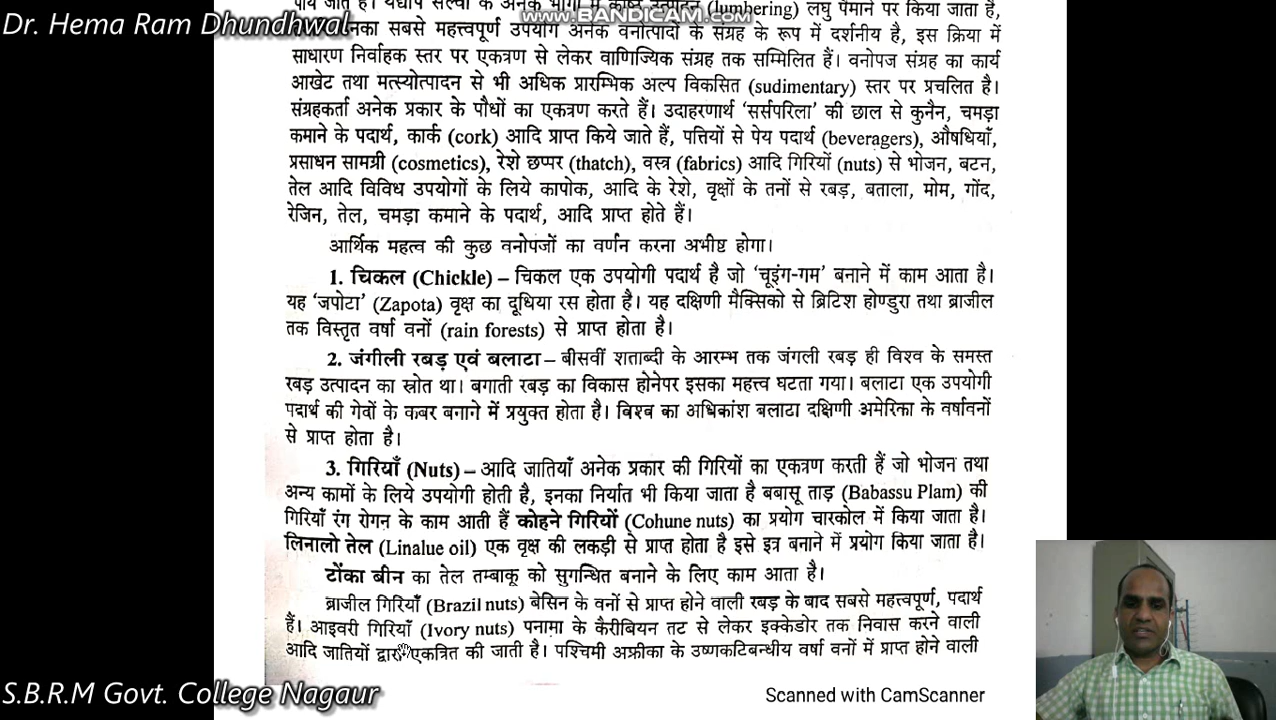 Dr. Hema Ram Dhundhwal
WWW.BANDICAM.COM
पाये जाते हैं। यद्यपि सेल्वा के अनेक भागों में काष्ठ उत्पादन (lumbering) लघु पैमाने पर किया जाता है,
नका सबसे महत्त्वपूर्ण उपयोग अनेक वनोत्पादों के संग्रह के रूप में दर्शनीय है, इस क्रिया में
साधारण निर्वाहक स्तर पर एकत्रण से लेकर वाणिज्यिक संग्रह तक सम्मिलित हैं। वनोपज संग्रह का कार्य
आखेट तथा मत्स्योत्पादन से भी अधिक प्रारम्भिक अल्प विकसित (sudimentary) स्तर पर प्रचलित है।
संग्रहकर्ता अनेक प्रकार के पौधों का एकत्रण करते हैं। उदाहरणार्थ ‘सर्सपरिला’ की छाल से कुनैन, चमड़ा
कमाने के पदार्थ, कार्क (cork) आदि प्राप्त किये जाते हैं, पत्तियों से पेय पदार्थ (beveragers), औषधियाँ,
प्रसाधन सामग्री (cosmetics), रेशे छप्पर (thatch), वस्त्र (fabrics) आदि गिरियों (nuts) से भोजन, बटन,
तेल आदि विविध उपयोगों के लिये कापोक, आदि के रेशे, वृक्षों के तनों से रबड़, बताला, मोम, गोंद,
रेजिन, तेल, चमड़ा कमाने के पदार्थ, आदि प्राप्त होते हैं।
आर्थिक महत्व की कुछ वनोपजों का वर्णन करना अभीष्ट होगा।
1. चिकल (Chickle) – चिकल एक उपयोगी पदार्थ है जो ‘चूइंग-गम’ बनाने में काम आता है।
यह ‘जपोटा’ (Zapota) वृक्ष का दूधिया रस होता है। यह दक्षिणी मैक्सिको से ब्रिटिश होण्डुरा तथा ब्राजील
तक विस्तृत वर्षा वनों (rain forests) से प्राप्त होता है।
2. जंगीली रबड़ एवं बलाटा – बीसवीं शताब्दी के आरम्भ तक जंगली रबड़ ही विश्व के समस्त
रबड़ उत्पादन का स्रोत था। बगाती रबड़ का विकास होनेपर इसका महत्त्व घटता गया। बलाटा एक उपयोगी
पदार्थ की गेवों के कबर बगाने में प्रयुक्त होता है। विश्व का अधिकांश बलाटा दक्षिणी अमेरिका के वर्षावनों
से प्राप्त होता है।
3. गिरियाँ (Nuts) – आदि जातियाँ अनेक प्रकार की गिरियों का एकत्रण करती हैं जो भोजन तथा
अन्य कामों के लिये उपयोगी होती है, इनका निर्यात भी किया जाता है बबासू ताड़ (Babassu Plam) की
गिरियाँ रंग रोगन के काम आती हैं कोहने गिरियों (Cohune nuts) का प्रयोग चारकोल में किया जाता है।
लिनालो तेल (Linalue oil) एक वृक्ष की लकड़ी से प्राप्त होता है इसे इत्र बनाने में प्रयोग किया जाता है।
टोंका बीन का तेल तम्बाकू को सुगन्धित बनाने के लिए काम आता है।
ब्राजील गिरियाँ (Brazil nuts) बेसिन के वनों से प्राप्त होने वाली रबड़ के बाद सबसे महत्त्वपूर्ण, पदार्थ
हैं। आइवरी गिरियाँ (Ivory nuts) पनामा के कैरीबियन तट से लेकर इक्केडोर तक निवास करने वाली
आदि जातियों द्वारा एकत्रित की जाती है। पश्चिमी अफ्रीका के उष्णकटिबन्धीय वर्षा वनों में प्राप्त होने वाली
S.B.R.M Govt. College Nagaur
Scanned with CamScanner